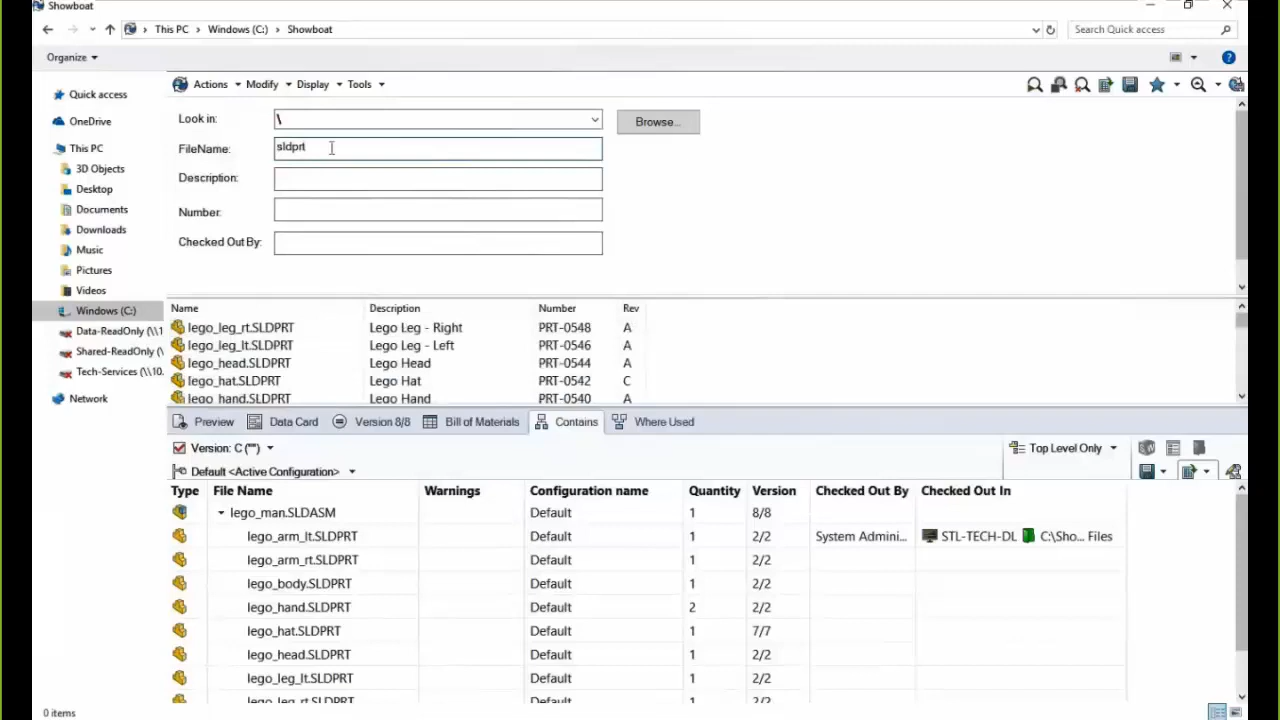 Showboat
This PC > Windows (C:) > Showboat
Search Quick access
Organize
Quick access
OneDrive
This PC
3D Objects
Desktop
Documents
Downloads
Music
Pictures
Videos
Windows (C:)
Data-ReadOnly (\\1
Shared-ReadOnly (\
Tech-Services (\\10.
Network
Actions Modify Display Tools
Look in: \ Browse...
FileName: sldprt
Description:
Number:
Checked Out By:
Name Description Number Rev
lego_leg_rt.SLDPRT Lego Leg - Right PRT-0548 A
lego_leg_lt.SLDPRT Lego Leg - Left PRT-0546 A
lego_head.SLDPRT Lego Head PRT-0544 A
lego_hat.SLDPRT Lego Hat PRT-0542 C
lego_hand.SLDPRT Lego Hand PRT-0540 A
Preview Data Card Version 8/8 Bill of Materials Contains Where Used
Version: C ("") Top Level Only
Default <Active Configuration>
Type File Name Warnings Configuration name Quantity Version Checked Out By Checked Out In
lego_man.SLDASM Default 1 8/8
lego_arm_lt.SLDPRT Default 1 2/2 System Admini... STL-TECH-DL C:\Sho... Files
lego_arm_rt.SLDPRT Default 1 2/2
lego_body.SLDPRT Default 1 2/2
lego_hand.SLDPRT Default 2 2/2
lego_hat.SLDPRT Default 1 7/7
lego_head.SLDPRT Default 1 2/2
lego_leg_lt.SLDPRT Default 1 2/2
lego_leg_rt.SLDPRT Default 1 2/2
0 items